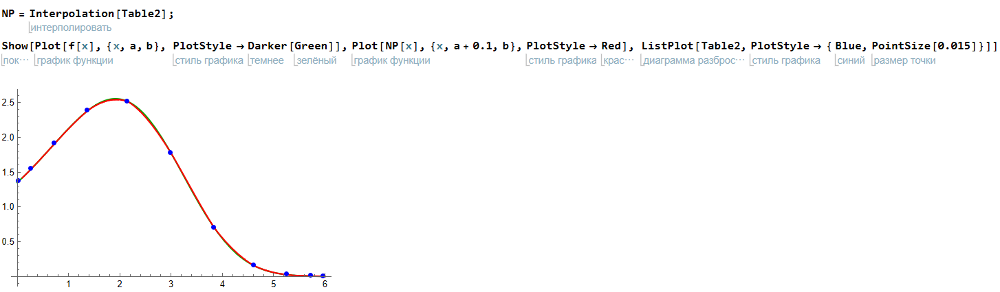 NP = Interpolation[Table2];
интерполировать
Show[Plot[f[x], {x, a, b}, PlotStyle → Darker[Green]], Plot[NP[x], {x, a + 0.1, b}, PlotStyle → Red], ListPlot[Table2, PlotStyle → { Blue, PointSize[0.015]}]]
пок⋯ график функции стиль графика темнее зелёный график функции стиль графика крас⋯ диаграмма разброс⋯ стиль графика синий размер точки
2.5
2.0
1.5
1.0
0.5
1 2 3 4 5 6